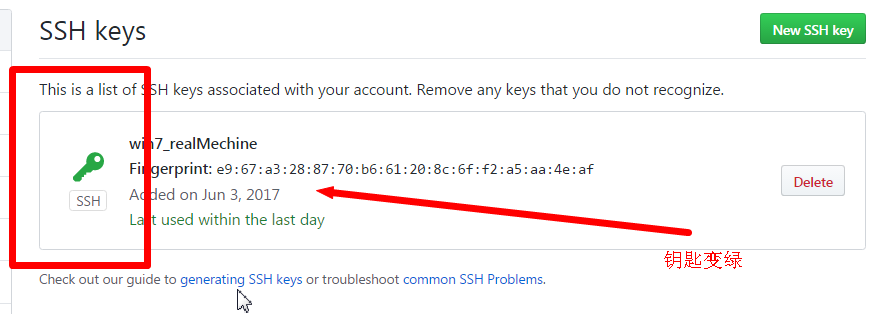 SSH keys
New SSH key
This is a list of SSH keys associated with your account. Remove any keys that you do not recognize.
win7_realMechine
Fingerprint: e9:67:a3:28:87:70:b6:61:20:8c:6f:f2:a5:aa:4e:af
SSH
Added on Jun 3, 2017
Delete
Last used within the last day
钥匙变绿
Check out our guide to generating SSH keys or troubleshoot common SSH Problems.